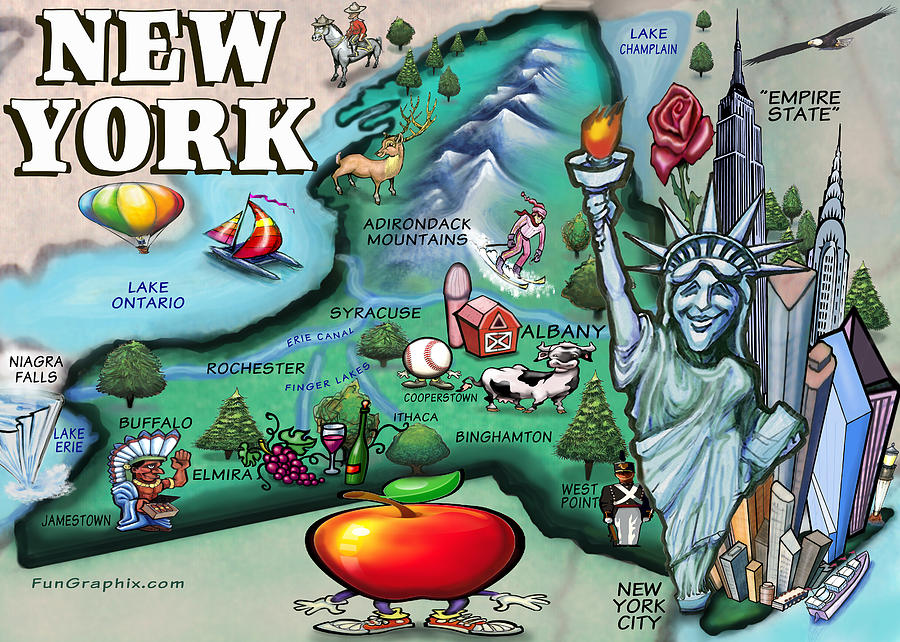 NEW
YORK
LAKE
CHAMPLAIN
"EMPIRE
STATE"
ADIRONDACK
MOUNTAINS
LAKE
ONTARIO
SYRACUSE
ERIE CANAL
ALBANY
NIAGRA
FALLS
ROCHESTER
FINGER LAKES
COOPERSTOWN
BUFFALO
ITHACA
LAKE
ERIE
BINGHAMTON
ELMIRA
WEST
POINT
JAMESTOWN
FunGraphix.com
NEW
YORK
CITY